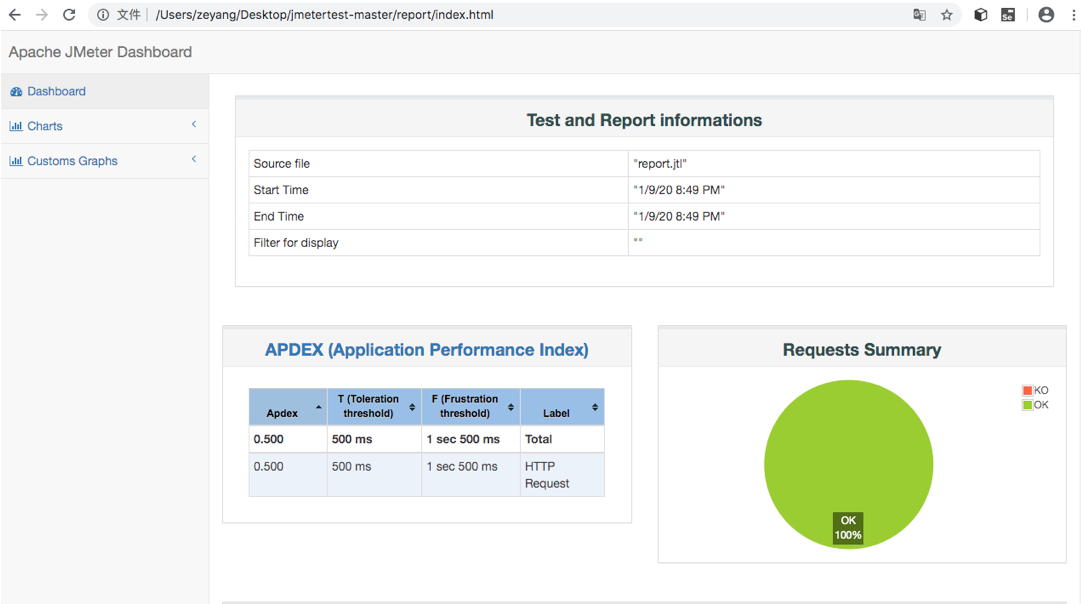 文件 /Users/zeyang/Desktop/jmetertest-master/report/index.html
Se
Apache JMeter Dashboard
Dashboard
Charts
Customs Graphs
Test and Report informations
Source file "report.jtl"
Start Time "1/9/20 8:49 PM"
End Time "1/9/20 8:49 PM"
Filter for display ""
APDEX (Application Performance Index)
Apdex T (Toleration threshold) F (Frustration threshold) Label
0.500 500 ms 1 sec 500 ms Total
0.500 500 ms 1 sec 500 ms HTTP Request
Requests Summary
KO
OK
OK
100%